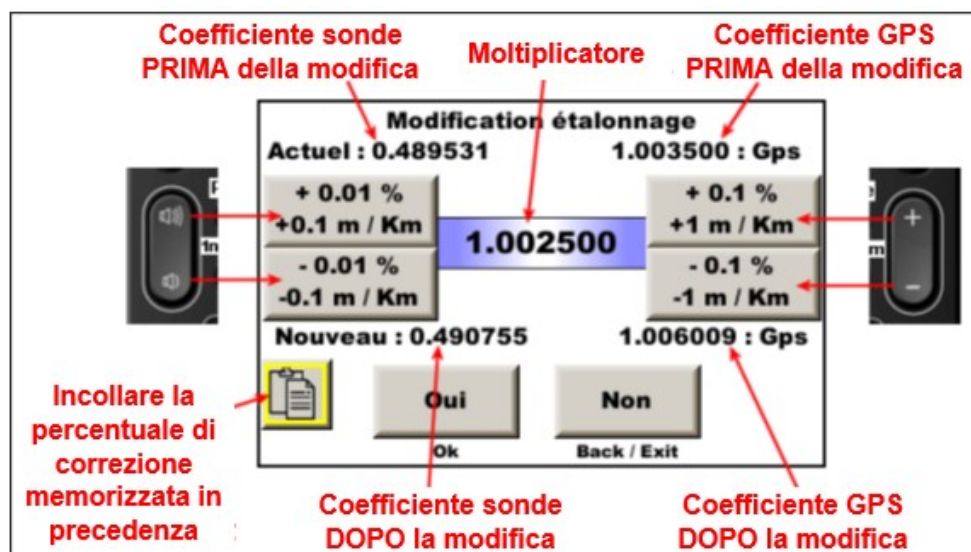 Coefficiente sonde
PRIMA della modifica
Moltiplicatore
Coefficiente GPS
PRIMA della modifica
Modification étalonnage
Actuel : 0.489531
1.003500 : Gps
+ 0.01 %
+0.1 m / Km
+ 0.1 %
+1 m / Km
1.002500
- 0.01 %
-0.1 m / Km
- 0.1 %
-1 m / Km
Nouveau : 0.490755
1.006009 : Gps
Incollare la
percentuale di
correzione
memorizzata in
precedenza
Oui
Non
Ok
Back / Exit
Coefficiente sonde
DOPO la modifica
Coefficiente GPS
DOPO la modifica